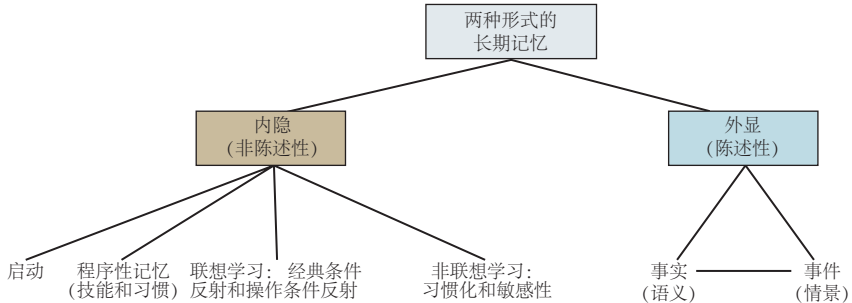 两种形式的
长期记忆
内隐
(非陈述性)
外显
(陈述性)
启动
程序性记忆
(技能和习惯)
联想学习：经典条件
反射和操作条件反射
非联想学习：
习惯化和敏感性
事实
(语义)
事件
(情景)